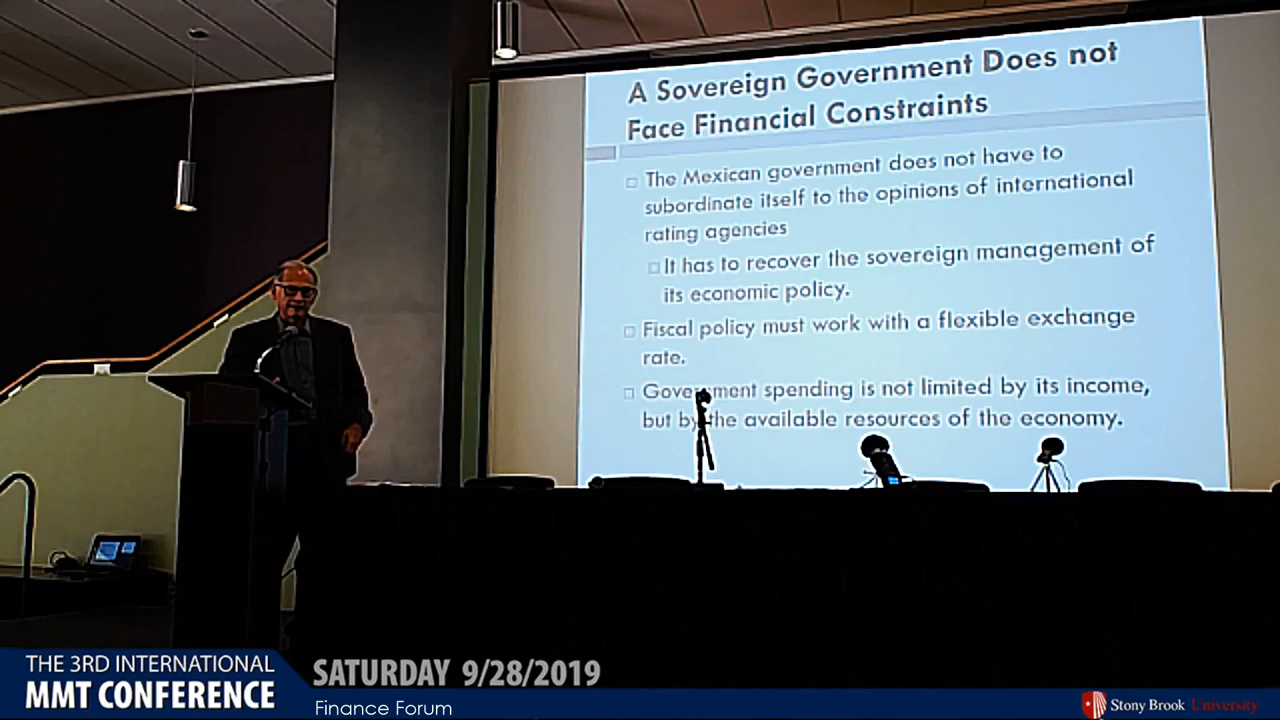 A Sovereign Government Does not
Face Financial Constraints
The Mexican government does not have to
subordinate itself to the opinions of international
rating agencies
It has to recover the sovereign management of
its economic policy.
Fiscal policy must work with a flexible exchange
rate.
Government spending is not limited by its income,
but by the available resources of the economy.
THE 3RD INTERNATIONAL
MMT CONFERENCE
SATURDAY 9/28/2019
Finance Forum
Stony Brook University